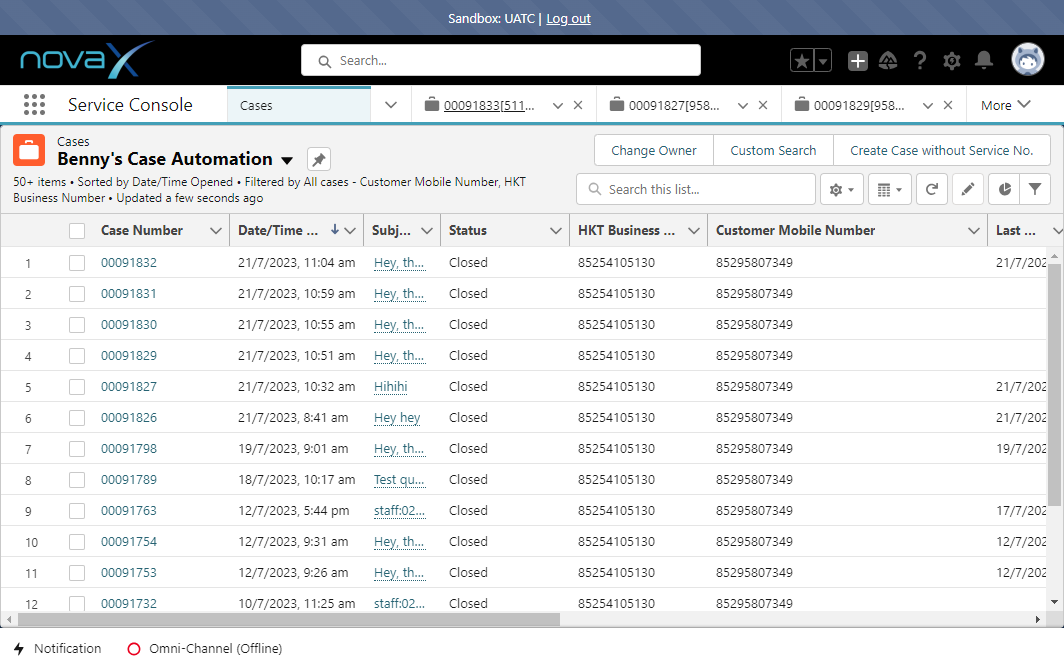 Sandbox: UATC | Log out
novaX
Search...
Service Console
Cases
00091833[511...
00091827[958...
00091829[958...
More
Cases
Benny's Case Automation
Change Owner
Custom Search
Create Case without Service No.
50+ items • Sorted by Date/Time Opened • Filtered by All cases - Customer Mobile Number, HKT
Business Number • Updated a few seconds ago
Search this list...
Case Number Date/Time ... Subj... Status HKT Business ... Customer Mobile Number Last ...
1 00091832 21/7/2023, 11:04 am Hey, th... Closed 85254105130 85295807349 21/7/202
2 00091831 21/7/2023, 10:59 am Hey, th... Closed 85254105130 85295807349
3 00091830 21/7/2023, 10:55 am Hey, th... Closed 85254105130 85295807349
4 00091829 21/7/2023, 10:51 am Hey, th... Closed 85254105130 85295807349
5 00091827 21/7/2023, 10:32 am Hihihi Closed 85254105130 85295807349 21/7/202
6 00091826 21/7/2023, 8:41 am Hey hey Closed 85254105130 85295807349 21/7/202
7 00091798 19/7/2023, 9:01 am Hey, th... Closed 85254105130 85295807349 19/7/202
8 00091789 18/7/2023, 10:17 am Test qu... Closed 85254105130 85295807349
9 00091763 12/7/2023, 5:44 pm staff:02... Closed 85254105130 85295807349 17/7/202
10 00091754 12/7/2023, 9:31 am Hey, th... Closed 85254105130 85295807349 12/7/202
11 00091753 12/7/2023, 9:26 am Hey, th... Closed 85254105130 85295807349 12/7/202
12 00091732 10/7/2023, 11:25 am staff:02... Closed 85254105130 85295807349
Notification
Omni-Channel (Offline)